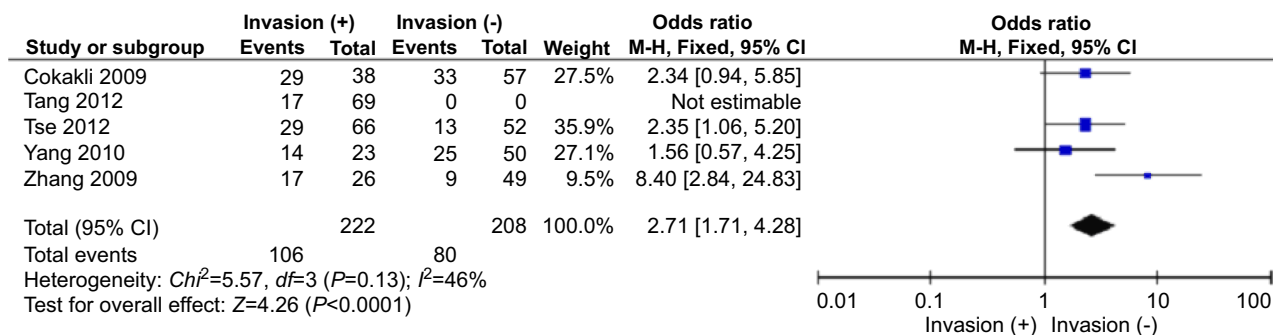 Invasion (+) Invasion (-) Odds ratio Odds ratio
Study or subgroup Events Total Events Total Weight M-H, Fixed, 95% CI M-H, Fixed, 95% CI
Cokakli 2009 29 38 33 57 27.5% 2.34 [0.94, 5.85]
Tang 2012 17 69 0 0 Not estimable
Tse 2012 29 66 13 52 35.9% 2.35 [1.06, 5.20]
Yang 2010 14 23 25 50 27.1% 1.56 [0.57, 4.25]
Zhang 2009 17 26 9 49 9.5% 8.40 [2.84, 24.83]
Total (95% CI) 222 208 100.0% 2.71 [1.71, 4.28]
Total events 106 80
Heterogeneity: Chi²=5.57, df=3 (P=0.13); I²=46%
Test for overall effect: Z=4.26 (P<0.0001)
0.01 0.1 1 10 100
Invasion (+) Invasion (-)